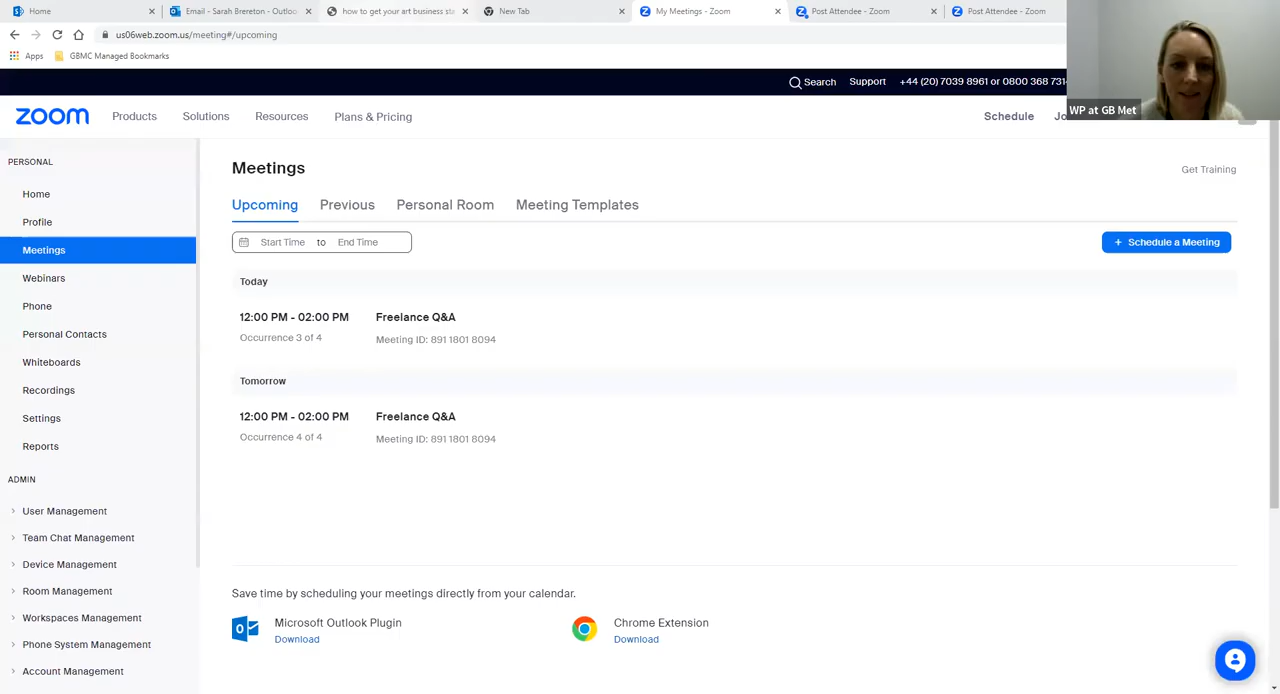 Home
Email - Sarah Brereton - Outloo
how to get your art business sta
New Tab
My Meetings - Zoom
Post Attendee - Zoom
Post Attendee - Zoom
us06web.zoom.us/meeting#/upcoming
Apps
GBMC Managed Bookmarks
Search
Support
+44 (20) 7039 8961 or 0800 368 731
WP at GB Met
zoom
Products
Solutions
Resources
Plans & Pricing
Schedule
Jo
PERSONAL
Home
Profile
Meetings
Webinars
Phone
Personal Contacts
Whiteboards
Recordings
Settings
Reports
ADMIN
User Management
Team Chat Management
Device Management
Room Management
Workspaces Management
Phone System Management
Account Management
Meetings
Get Training
Upcoming
Previous
Personal Room
Meeting Templates
Start Time to End Time
+ Schedule a Meeting
Today
12:00 PM - 02:00 PM
Freelance Q&A
Occurrence 3 of 4
Meeting ID: 891 1801 8094
Tomorrow
12:00 PM - 02:00 PM
Freelance Q&A
Occurrence 4 of 4
Meeting ID: 891 1801 8094
Save time by scheduling your meetings directly from your calendar.
Microsoft Outlook Plugin
Download
Chrome Extension
Download